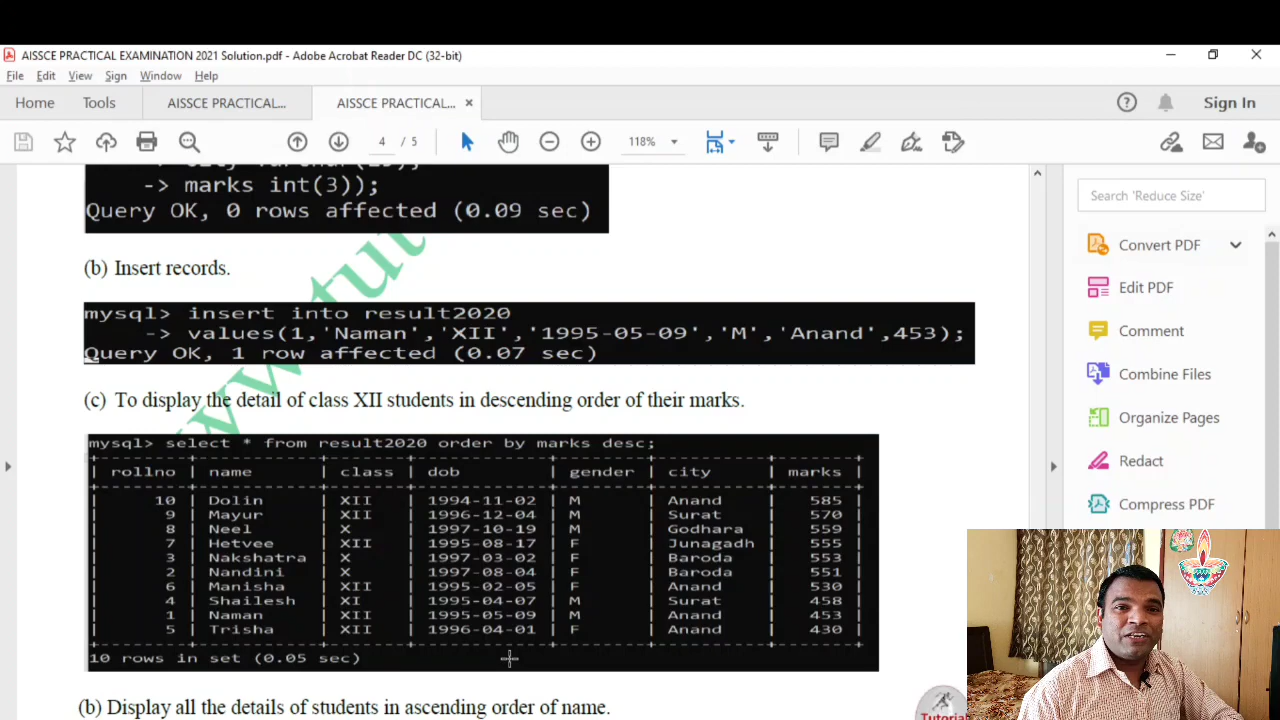 AISSCE PRACTICAL EXAMINATION 2021 Solution.pdf - Adobe Acrobat Reader DC (32-bit)
File Edit View Sign Window Help
Home Tools AISSCE PRACTICAL... AISSCE PRACTICAL... × Sign In
4 / 5 118%
-> marks int(3));
Query OK, 0 rows affected (0.09 sec)
(b) Insert records.
mysql> insert into result2020
-> values(1,'Naman','XII','1995-05-09','M','Anand',453);
Query OK, 1 row affected (0.07 sec)
(c) To display the detail of class XII students in descending order of their marks.
mysql> select * from result2020 order by marks desc;
| rollno | name | class | dob | gender | city | marks |
| 10 | Dolin | XII | 1994-11-02 | M | Anand | 585 |
| 9 | Mayur | XII | 1996-12-04 | M | Surat | 570 |
| 8 | Neel | X | 1997-10-19 | M | Godhara | 559 |
| 7 | Hetvee | XII | 1995-08-17 | F | Junagadh | 555 |
| 3 | Nakshatra | X | 1997-03-02 | F | Baroda | 553 |
| 2 | Nandini | X | 1997-08-04 | F | Baroda | 551 |
| 6 | Manisha | XII | 1995-02-05 | F | Anand | 530 |
| 4 | Shailesh | XI | 1995-04-07 | M | Surat | 458 |
| 1 | Naman | XII | 1995-05-09 | M | Anand | 453 |
| 5 | Trisha | XII | 1996-04-01 | F | Anand | 430 |
10 rows in set (0.05 sec)
(b) Display all the details of students in ascending order of name.
www.tut
Search 'Reduce Size'
Convert PDF
Edit PDF
Comment
Combine Files
Organize Pages
Redact
Compress PDF
Tutorial